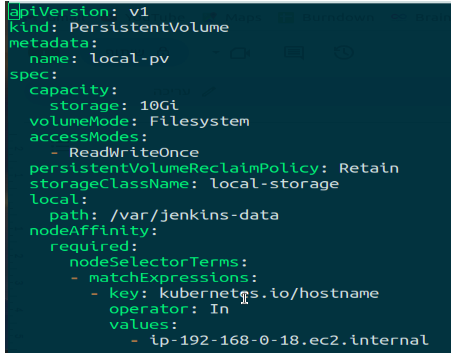 apiVersion: v1
kind: PersistentVolume
metadata:
  name: local-pv
spec:
  capacity:
    storage: 10Gi
  volumeMode: Filesystem
  accessModes:
    - ReadWriteOnce
  persistentVolumeReclaimPolicy: Retain
  storageClassName: local-storage
  local:
    path: /var/jenkins-data
  nodeAffinity:
    required:
      nodeSelectorTerms:
      - matchExpressions:
        - key: kubernetes.io/hostname
          operator: In
          values:
            - ip-192-168-0-18.ec2.internal